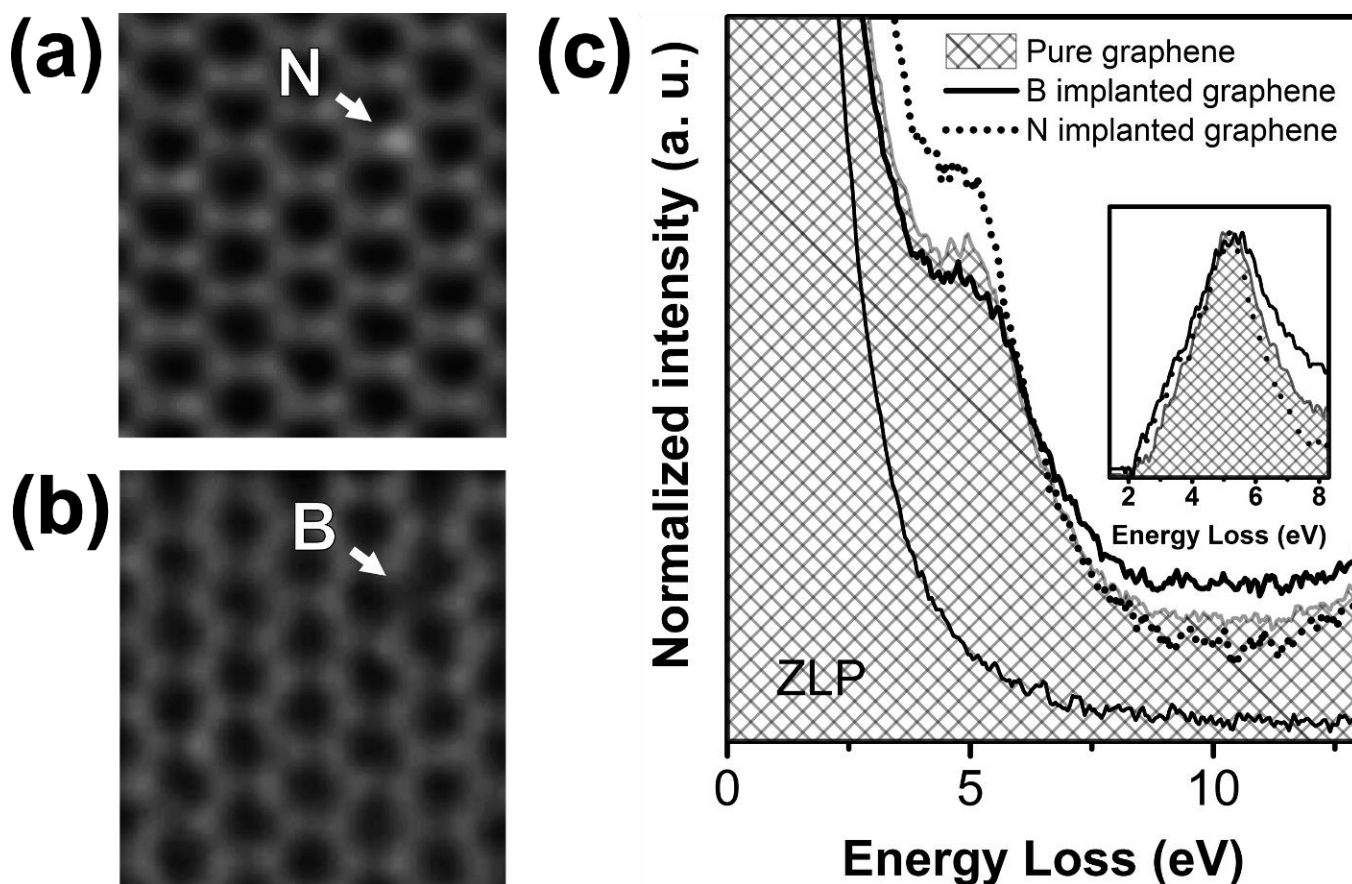 (a)
N
(b)
B
(c)
Normalized intensity (a. u.)
Pure graphene
B implanted graphene
N implanted graphene
2 4 6 8
Energy Loss (eV)
ZLP
0 5 10
Energy Loss (eV)